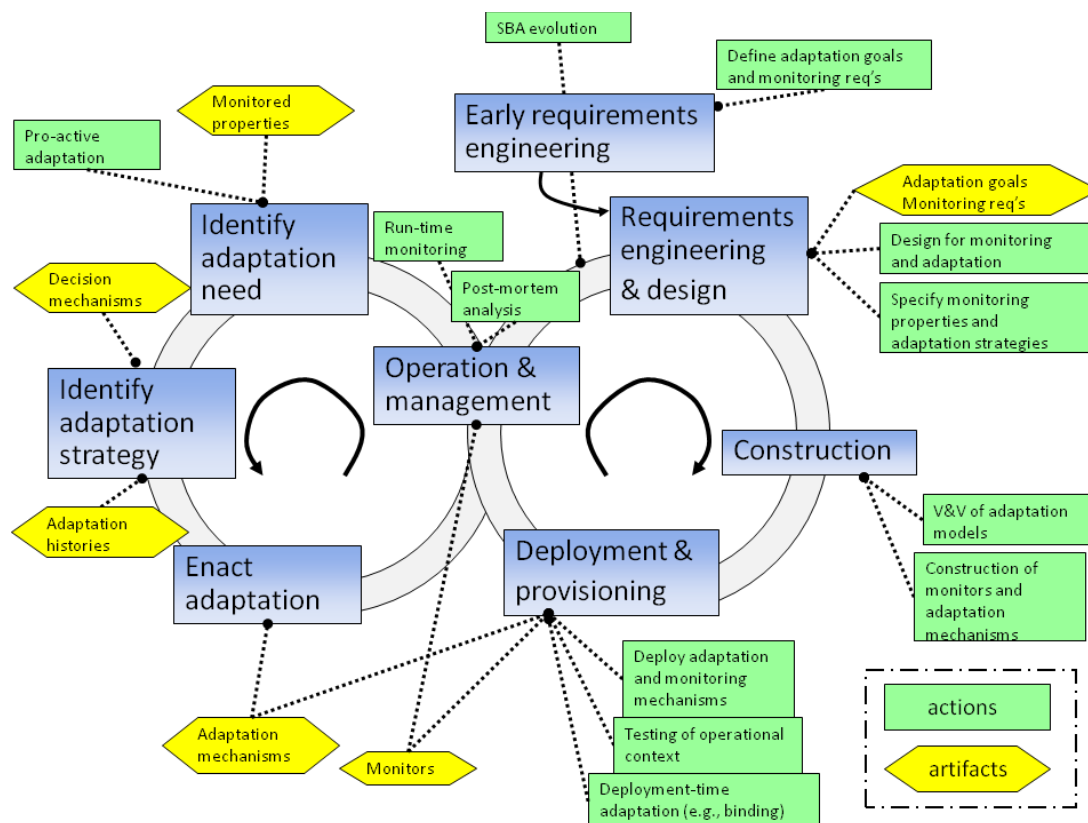 SBA evolution
Define adaptation goals
and monitoring req's
Monitored
properties
Early requirements
engineering
Pro-active
adaptation
Adaptation goals
Monitoring req's
Identify
adaptation
need
Requirements
engineering
& design
Run-time
monitoring
Design for monitoring
and adaptation
Decision
mechanisms
Post-mortem
analysis
Specify monitoring
properties and
adaptation strategies
Operation &
management
Identify
adaptation
strategy
Construction
Adaptation
histories
V&V of adaptation
models
Enact
adaptation
Deployment &
provisioning
Construction of
monitors and
adaptation
mechanisms
Deploy adaptation
and monitoring
mechanisms
actions
Adaptation
mechanisms
Testing of operational
context
Monitors
artifacts
Deployment-time
adaptation (e.g., binding)